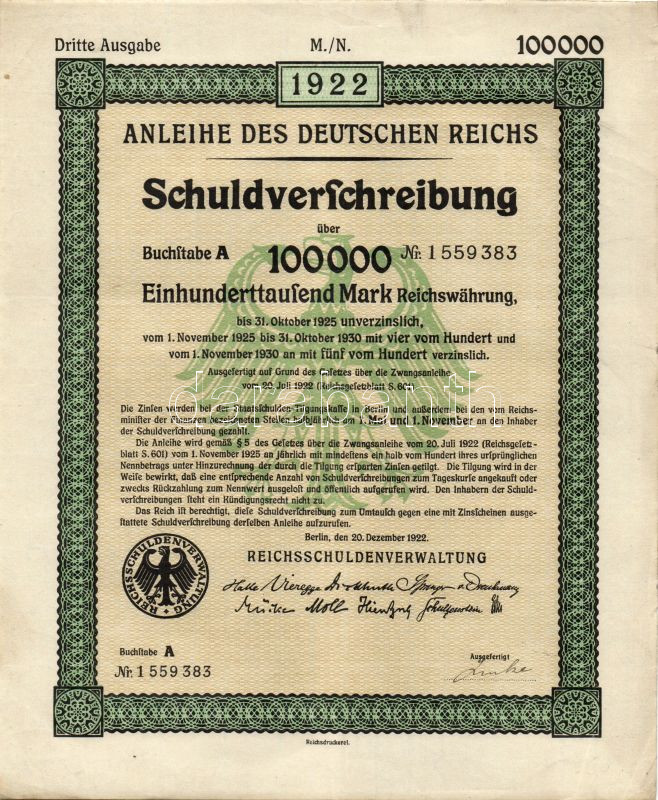 Dritte Ausgabe M./N. 100000
1922
ANLEIHE DES DEUTSCHEN REICHS
Schuldverſchreibung
über
Buchſtabe A 100000 Nr. 1559383
Einhunderttauſend Mark Reichswährung,
bis 31. Oktober 1925 unverzinslich,
vom 1. November 1925 bis 31. Oktober 1930 mit vier vom Hundert und
vom 1. November 1930 an mit fünf vom Hundert verzinslich.
Ausgefertigt auf Grund des Geſetzes über die Zwangsanleihe
vom 20. Juli 1922 (Reichsgeſetzblatt S. 601)
Die Zinſen werden bei der Staatsſchulden-Tilgungskaſſe in Berlin und außerdem bei den vom Reichs-
miniſter der Finanzen bezeichneten Stellen halbjährlich am 1. Mai und 1. November an den Inhaber
der Schuldverſchreibung gezahlt.
Die Anleihe wird gemäß § 5 des Geſetzes über die Zwangsanleihe vom 20. Juli 1922 (Reichsgeſetz-
blatt S. 601) vom 1. November 1925 an jährlich mit mindeſtens ein halb vom Hundert ihres urſprünglichen
Nennbetrags unter Hinzurechnung der durch die Tilgung erſparten Zinſen getilgt. Die Tilgung wird in der
Weiſe bewirkt, daß eine entſprechende Anzahl von Schuldverſchreibungen zum Tageskurſe angekauft oder
zwecks Rückzahlung zum Nennwert ausgeloſt und öffentlich aufgerufen wird. Den Inhabern der Schuld-
verſchreibungen ſteht ein Kündigungsrecht nicht zu.
Das Reich iſt berechtigt, dieſe Schuldverſchreibung zum Umtauſch gegen eine mit Zinsſcheinen ausge-
ſtattete Schuldverſchreibung derſelben Anleihe aufzurufen.
Berlin, den 20. Dezember 1922.
REICHSSCHULDENVERWALTUNG
REICHSSCHULDENVERWALTUNG
Halle Vieregge
Mücke Moll
Buchſtabe A
Nr. 1559383
Ausgefertigt
Reichsdruckerei.
darabanth